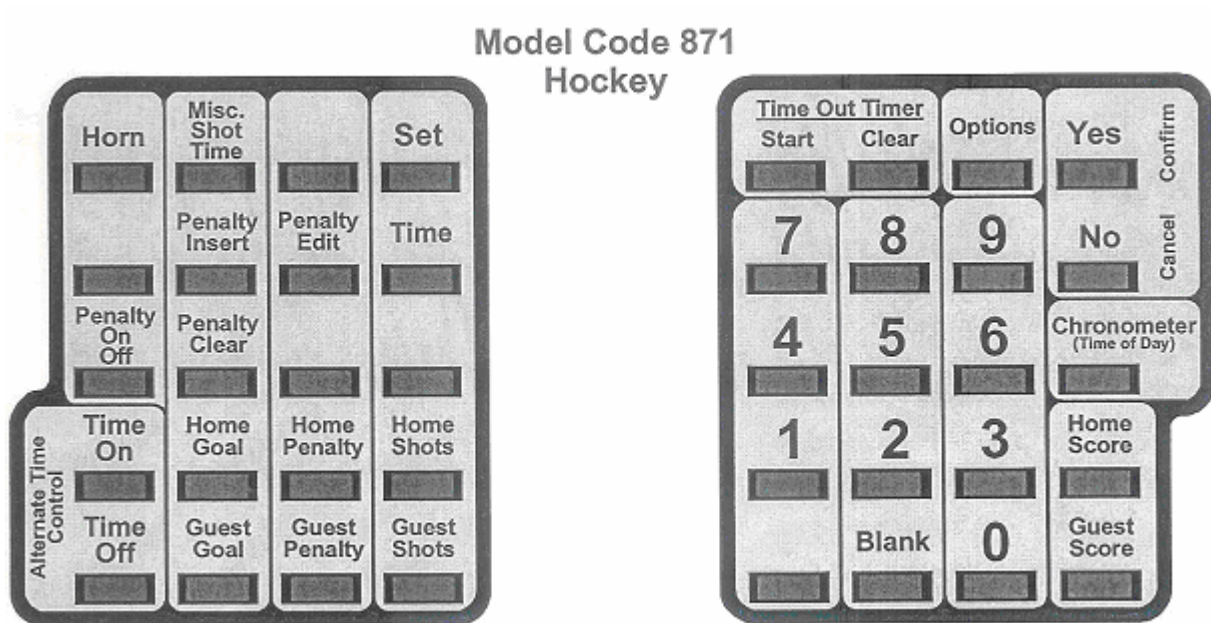 Model Code 871
Hockey
Horn
Misc.
Shot
Time
Set
Penalty
Insert
Penalty
Edit
Time
Penalty
On
Off
Penalty
Clear
Alternate Time
Control
Time
On
Home
Goal
Home
Penalty
Home
Shots
Time
Off
Guest
Goal
Guest
Penalty
Guest
Shots
Time Out Timer
Start
Clear
Options
Yes
Confirm
7
8
9
No
Cancel
4
5
6
Chronometer
(Time of Day)
1
2
3
Home
Score
Blank
0
Guest
Score